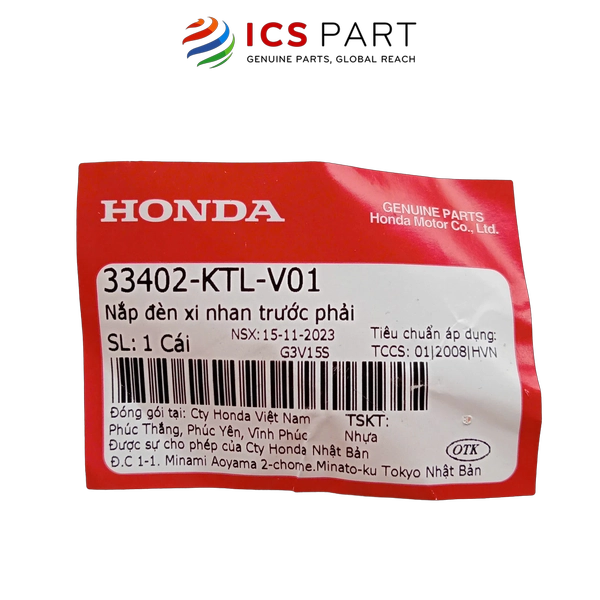 ICS PART
GENUINE PARTS, GLOBAL REACH
HONDA
GENUINE PARTS
Honda Motor Co., Ltd.
33402-KTL-V01
Nắp đèn xi nhan trước phải
SL: 1 Cái
NSX: 15-11-2023
G3V15S
Tiêu chuẩn áp dụng:
TCCS: 01|2008|HVN
Đóng gói tại: Cty Honda Việt Nam
Phúc Thắng, Phúc Yên, Vĩnh Phúc
TSKT:
Nhựa
Được sự cho phép của Cty Honda Nhật Bản
Đ.C 1-1. Minami Aoyama 2-chome.Minato-ku Tokyo Nhật Bản
OTK